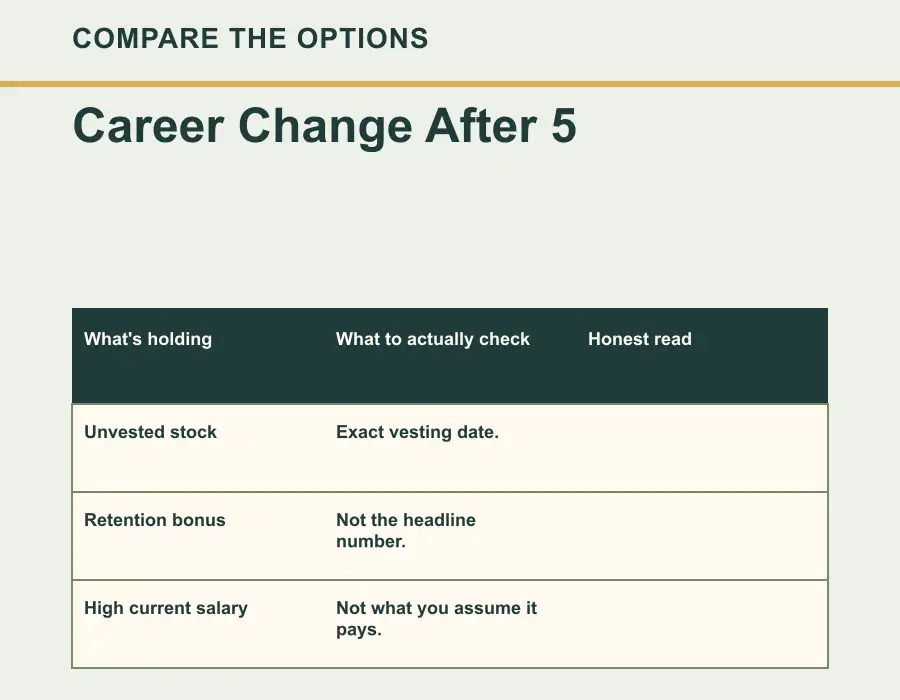 COMPARE THE OPTIONS
Career Change After 5
What's holding
What to actually check
Honest read
Unvested stock
Exact vesting date.
Retention bonus
Not the headline
number.
High current salary
Not what you assume it
pays.